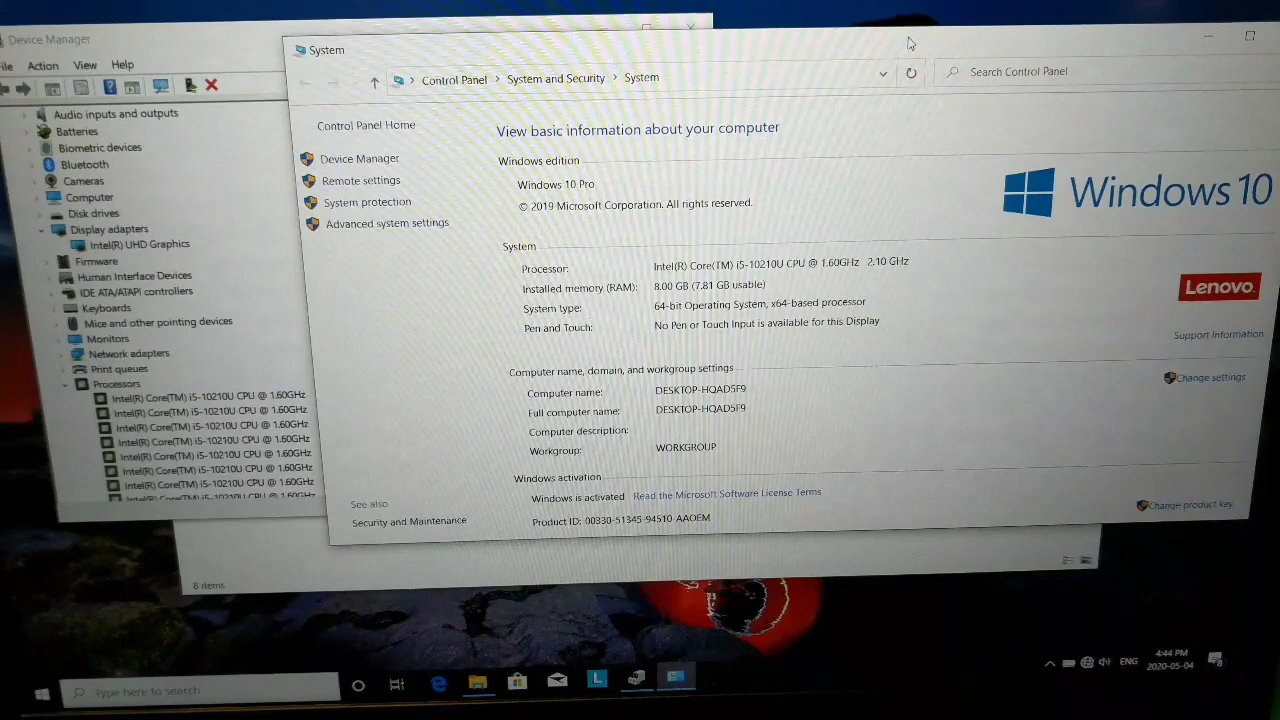 Device Manager
File Action View Help
Audio inputs and outputs
Batteries
Biometric devices
Bluetooth
Cameras
Computer
Disk drives
Display adapters
Intel(R) UHD Graphics
Firmware
Human Interface Devices
IDE ATA/ATAPI controllers
Keyboards
Mice and other pointing devices
Monitors
Network adapters
Print queues
Processors
Intel(R) Core(TM) i5-10210U CPU @ 1.60GHz
Intel(R) Core(TM) i5-10210U CPU @ 1.60GHz
Intel(R) Core(TM) i5-10210U CPU @ 1.60GHz
Intel(R) Core(TM) i5-10210U CPU @ 1.60GHz
Intel(R) Core(TM) i5-10210U CPU @ 1.60GHz
Intel(R) Core(TM) i5-10210U CPU @ 1.60GHz
Intel(R) Core(TM) i5-10210U CPU @ 1.60GHz
Intel(R) Core(TM) i5-10210U CPU @ 1.60GHz
System
Control Panel > System and Security > System
Search Control Panel
Control Panel Home
Device Manager
Remote settings
System protection
Advanced system settings
See also
Security and Maintenance
View basic information about your computer
Windows edition
Windows 10 Pro
© 2019 Microsoft Corporation. All rights reserved.
Windows 10
System
Processor: Intel(R) Core(TM) i5-10210U CPU @ 1.60GHz 2.10 GHz
Installed memory (RAM): 8.00 GB (7.81 GB usable)
System type: 64-bit Operating System, x64-based processor
Pen and Touch: No Pen or Touch Input is available for this Display
Lenovo.
Support Information
Computer name, domain, and workgroup settings
Computer name: DESKTOP-HQAD5F9
Change settings
Full computer name: DESKTOP-HQAD5F9
Computer description:
Workgroup: WORKGROUP
Windows activation
Windows is activated Read the Microsoft Software License Terms
Product ID: 00330-51345-94510-AAOEM
Change product key
8 items
Type here to search
L
ENG
4:44 PM
2020-05-04
8